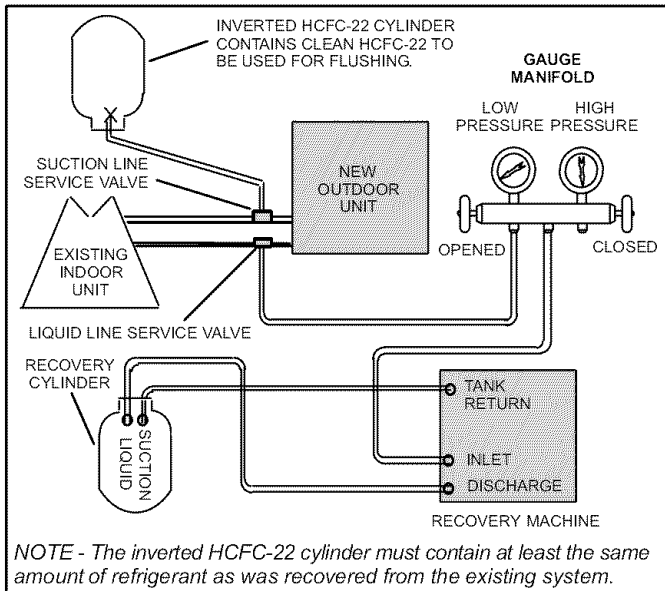 INVERTED HCFC-22 CYLINDER
CONTAINS CLEAN HCFC-22 TO
BE USED FOR FLUSHING.
GAUGE
MANIFOLD
LOW
PRESSURE
HIGH
PRESSURE
SUCTION LINE
SERVICE VALVE
NEW
OUTDOOR
UNIT
EXISTING
INDOOR
UNIT
OPENED
CLOSED
LIQUID LINE SERVICE VALVE
RECOVERY
CYLINDER
LIQUID
SUCTION
TANK
RETURN
INLET
DISCHARGE
RECOVERY MACHINE
NOTE - The inverted HCFC-22 cylinder must contain at least the same
amount of refrigerant as was recovered from the existing system.